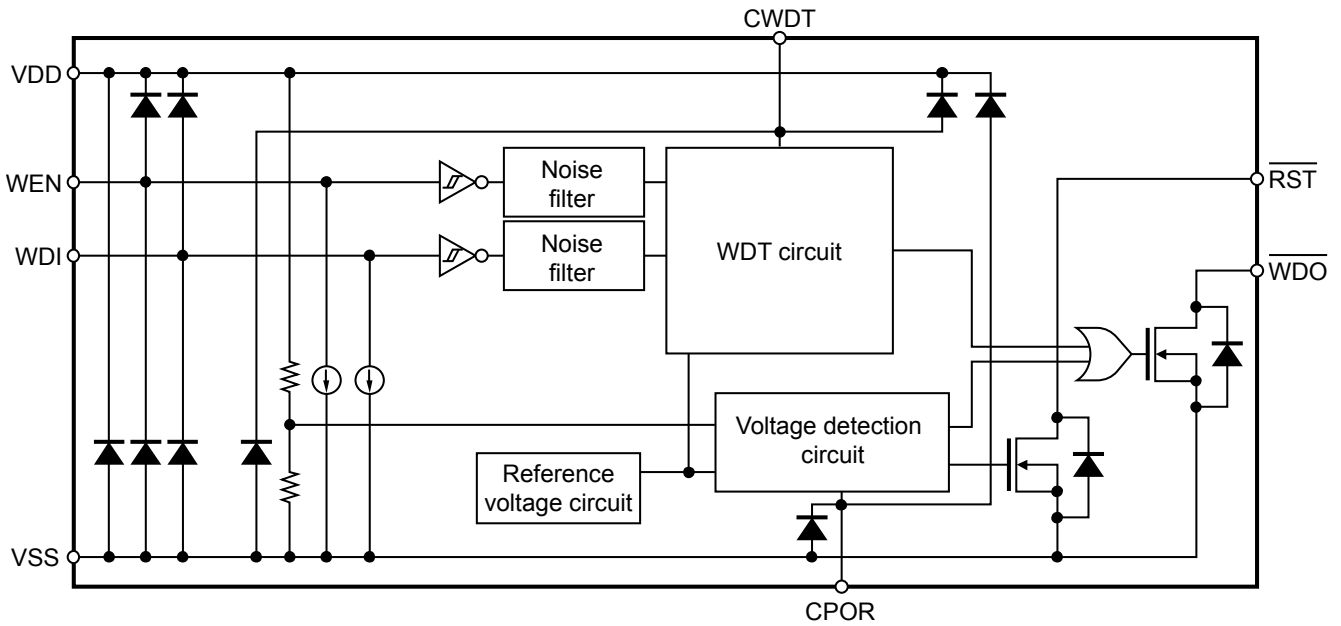 CWDT
VDD
WEN
Noise
filter
RST
WDI
Noise
filter
WDT circuit
WDO
Voltage detection
circuit
Reference
voltage circuit
VSS
CPOR